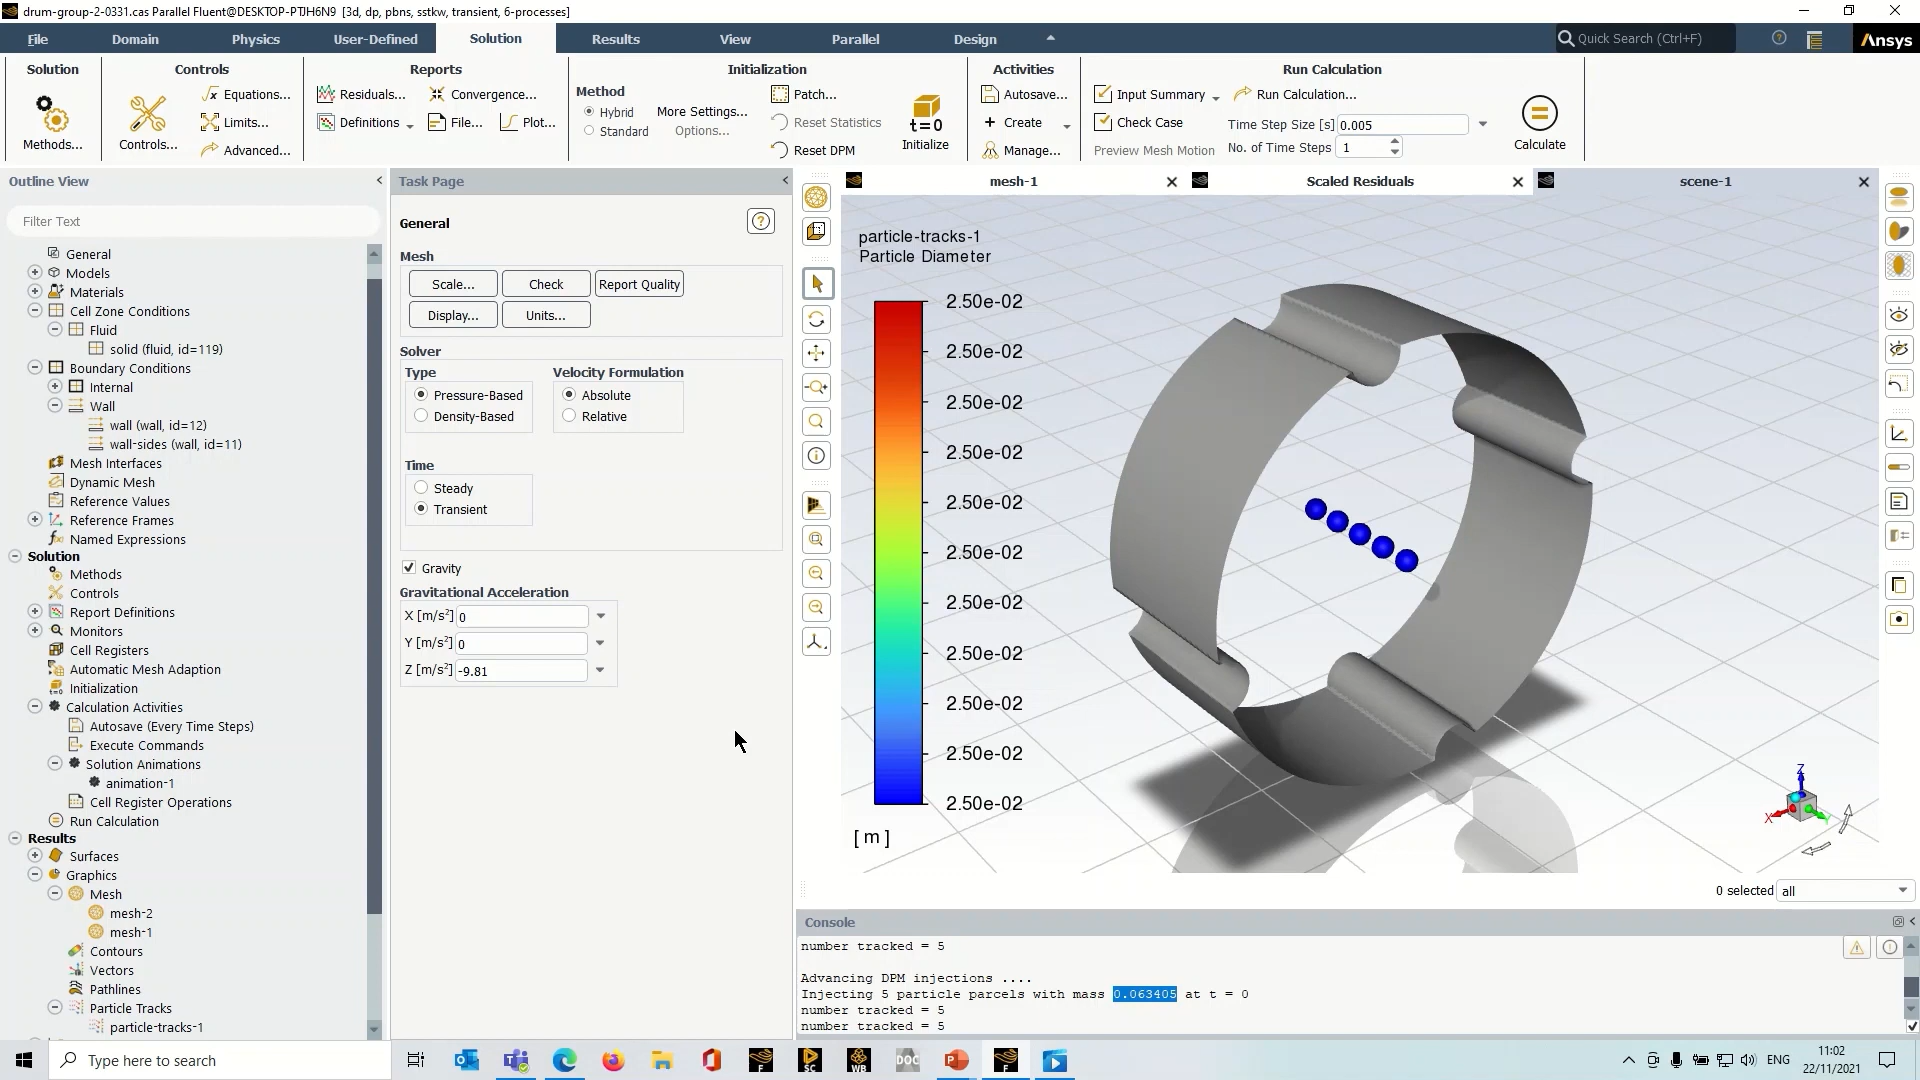 drum-group-2-0331.cas Parallel Fluent@DESKTOP-PTJH6N9 [3d, dp, pbns, sstkw, transient, 6-processes]
File Domain Physics User-Defined Solution Results View Parallel Design Quick Search (Ctrl+F) Ansys
Solution
Methods...
Controls
Controls...
Equations...
Limits...
Advanced...
Reports
Residuals...
Definitions
Convergence...
File...
Plot...
Initialization
Method
Hybrid
Standard
More Settings...
Options...
Patch...
Reset Statistics
Reset DPM
t=0
Initialize
Activities
Autosave...
Create
Manage...
Run Calculation
Input Summary
Check Case
Preview Mesh Motion
Run Calculation...
Time Step Size [s] 0.005
No. of Time Steps 1
Calculate
Outline View
Filter Text
General
Models
Materials
Cell Zone Conditions
Fluid
solid (fluid, id=119)
Boundary Conditions
Internal
Wall
wall (wall, id=12)
wall-sides (wall, id=11)
Mesh Interfaces
Dynamic Mesh
Reference Values
Reference Frames
Named Expressions
Solution
Methods
Controls
Report Definitions
Monitors
Cell Registers
Automatic Mesh Adaption
Initialization
Calculation Activities
Autosave (Every Time Steps)
Execute Commands
Solution Animations
animation-1
Cell Register Operations
Run Calculation
Results
Surfaces
Graphics
Mesh
mesh-2
mesh-1
Contours
Vectors
Pathlines
Particle Tracks
particle-tracks-1
Task Page
General
Mesh
Scale... Check Report Quality
Display... Units...
Solver
Type
Pressure-Based
Density-Based
Velocity Formulation
Absolute
Relative
Time
Steady
Transient
Gravity
Gravitational Acceleration
X [m/s²] 0
Y [m/s²] 0
Z [m/s²] -9.81
mesh-1 Scaled Residuals scene-1
particle-tracks-1
Particle Diameter
2.50e-02
2.50e-02
2.50e-02
2.50e-02
2.50e-02
2.50e-02
2.50e-02
2.50e-02
2.50e-02
2.50e-02
2.50e-02
[ m ]
Z
X
Y
0 selected all
Console
number tracked = 5
Advancing DPM injections ....
Injecting 5 particle parcels with mass 0.063405 at t = 0
number tracked = 5
number tracked = 5
Type here to search
F SC WB DOC F
ENG
11:02
22/11/2021